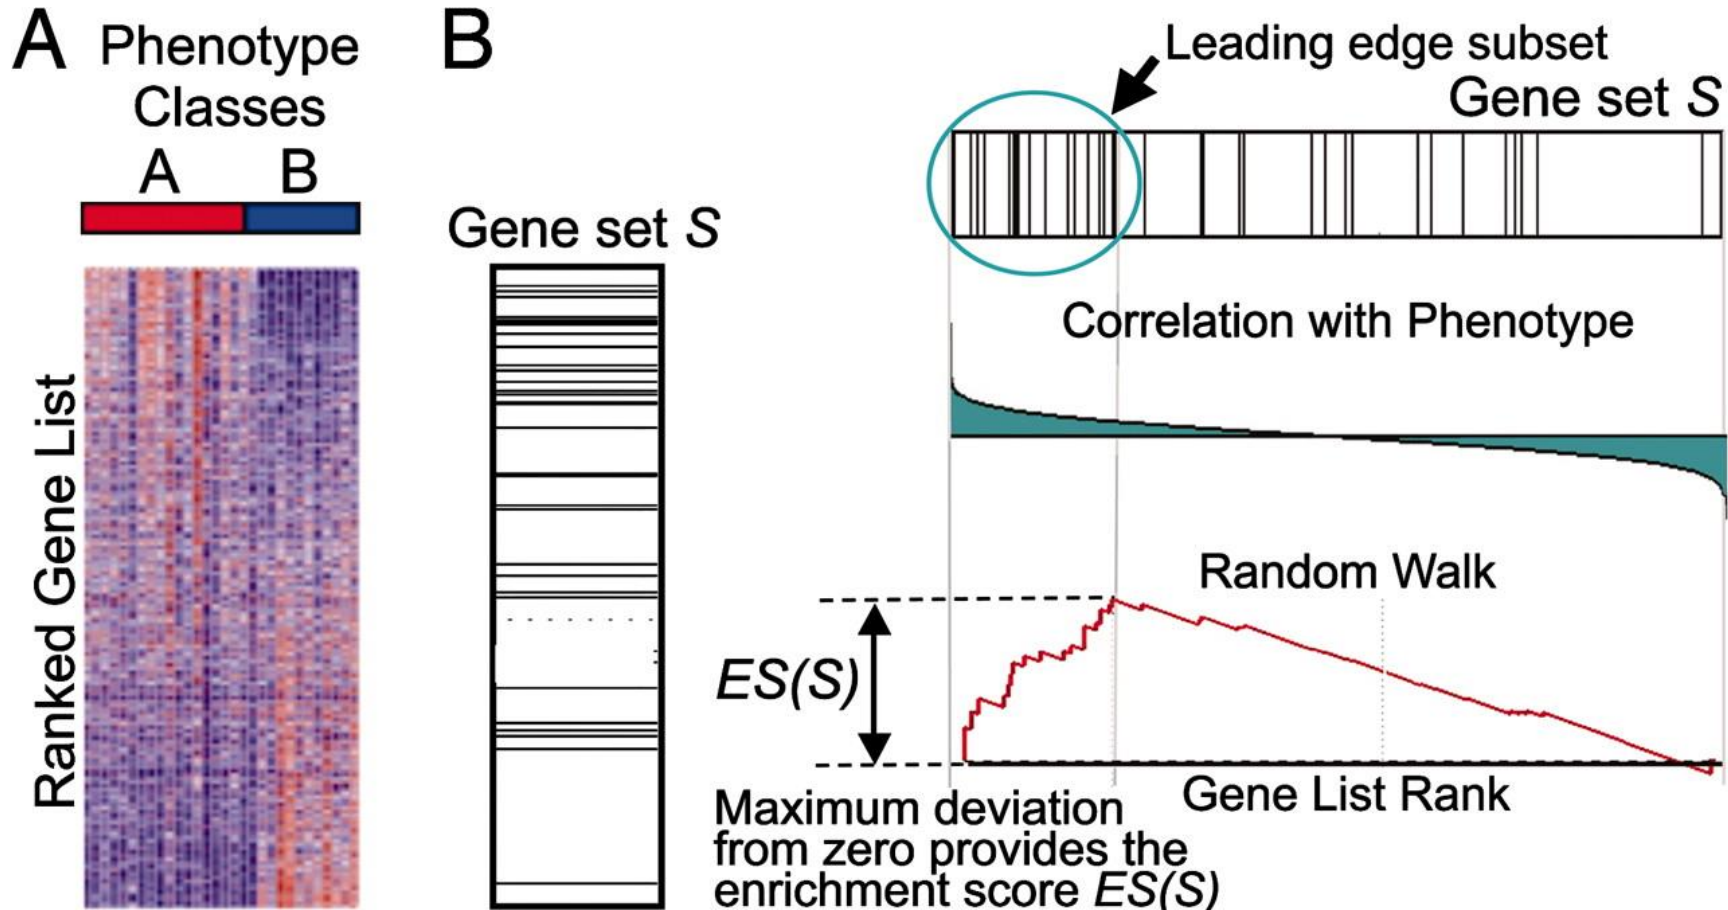 A
Phenotype
Classes
A B
Ranked Gene List
B
Gene set S
Leading edge subset
Gene set S
Correlation with Phenotype
Random Walk
ES(S)
Gene List Rank
Maximum deviation
from zero provides the
enrichment score ES(S)